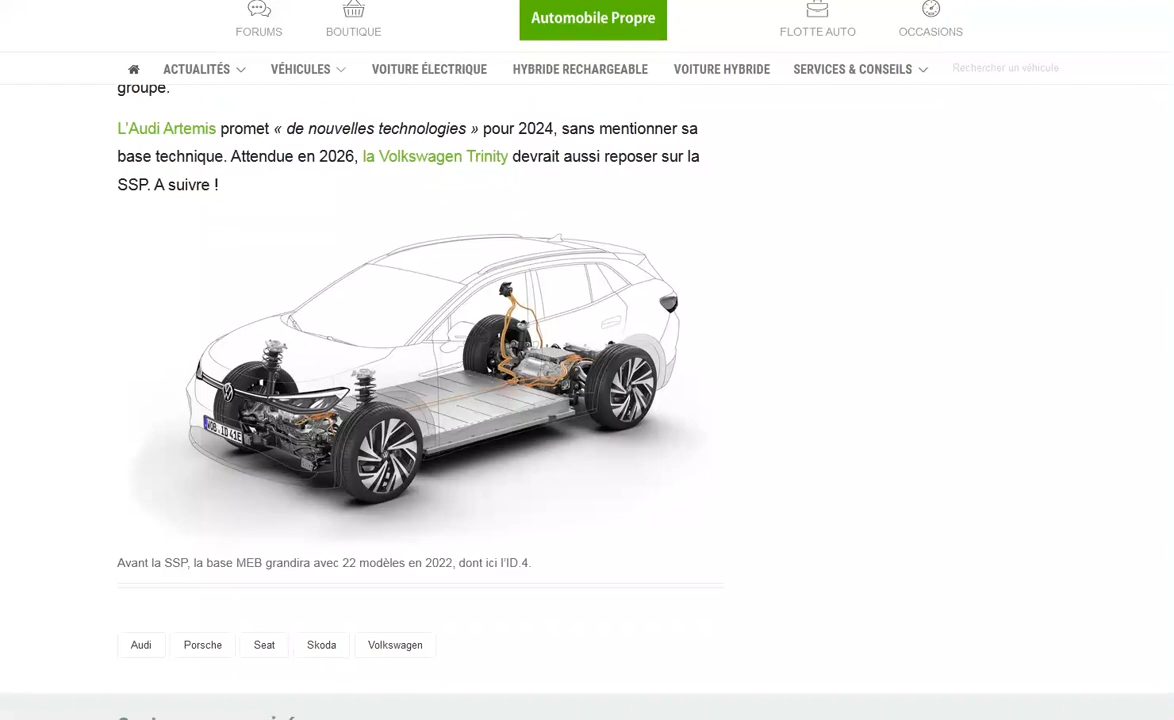 FORUMS
BOUTIQUE
Automobile Propre
FLOTTE AUTO
OCCASIONS
ACTUALITÉS
VÉHICULES
VOITURE ÉLECTRIQUE
HYBRIDE RECHARGEABLE
VOITURE HYBRIDE
SERVICES & CONSEILS
Rechercher un véhicule
groupe.
L'Audi Artemis promet « de nouvelles technologies » pour 2024, sans mentionner sa
base technique. Attendue en 2026, la Volkswagen Trinity devrait aussi reposer sur la
SSP. A suivre !
WOB ID 41E
Avant la SSP, la base MEB grandira avec 22 modèles en 2022, dont ici l'ID.4.
Audi
Porsche
Seat
Skoda
Volkswagen